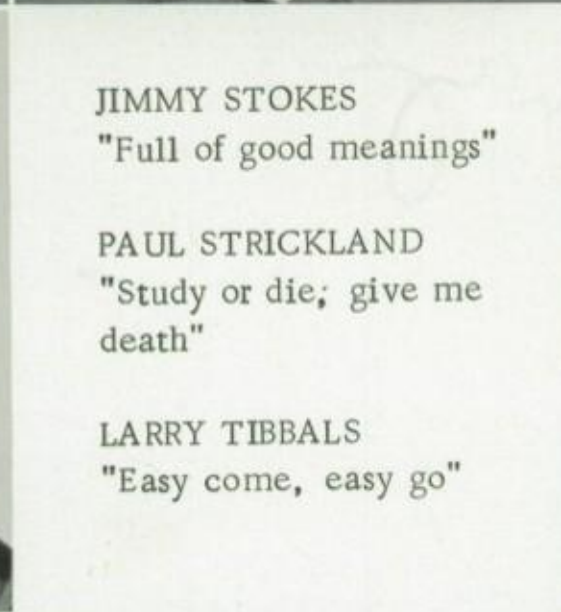 JIMMY STOKES
"Full of good meanings"
PAUL STRICKLAND
"Study or die; give me
death"
LARRY TIBBALS
"Easy come, easy go"